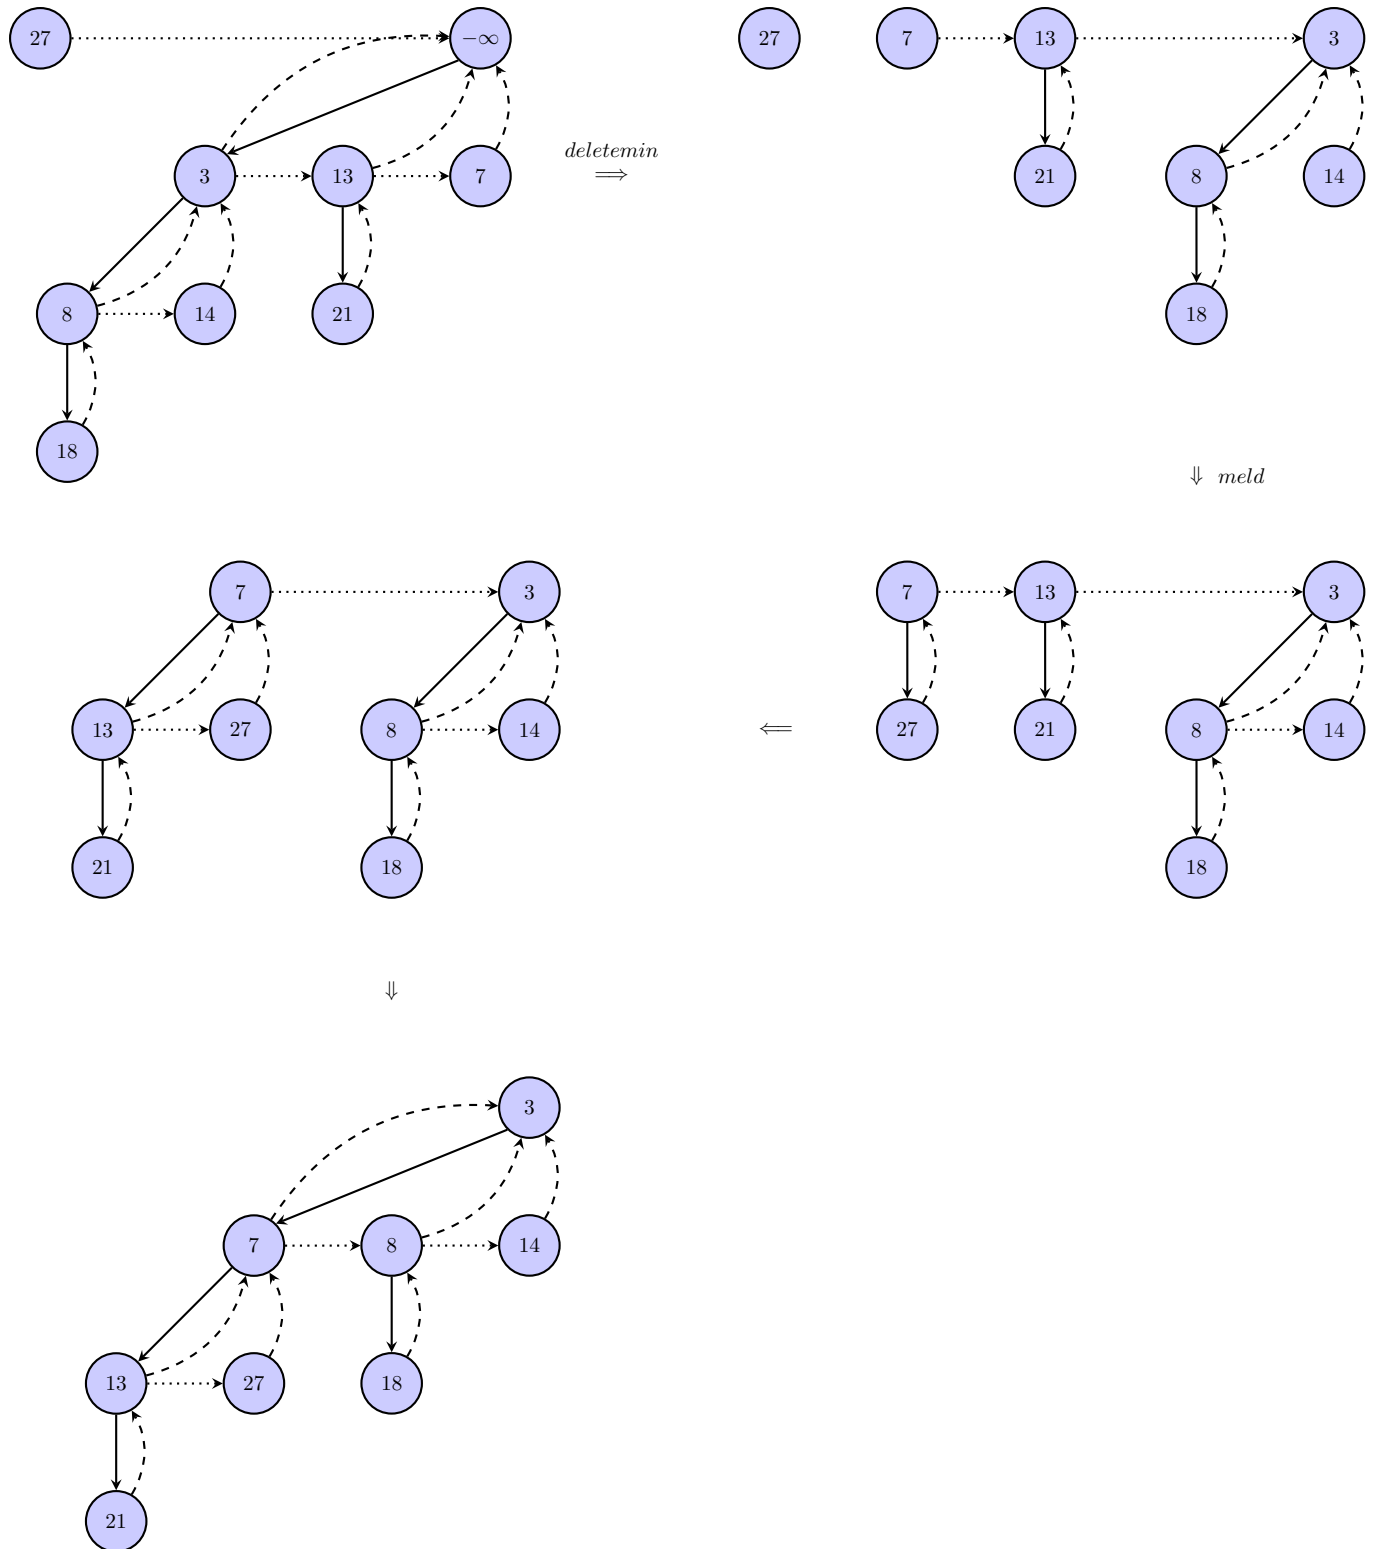 27 −∞ 27 7 13 3
deletemin
⟹
3 13 7 21 8 14
8 14 21 18
18
⇓ meld
7 3 7 13 3
13 27 8 14 ⟸ 27 21 8 14
21 18 18
⇓
3
7 8 14
13 27 18
21